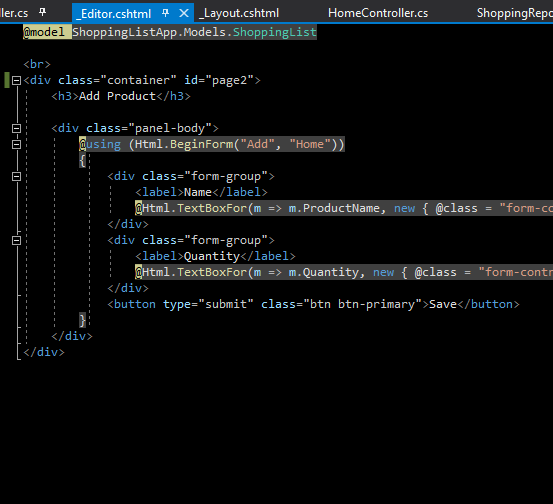 ler.cs _Editor.cshtml _Layout.cshtml HomeController.cs ShoppingRepo
@model ShoppingListApp.Models.ShoppingList
<br>
<div class="container" id="page2">
<h3>Add Product</h3>
<div class="panel-body">
@using (Html.BeginForm("Add", "Home"))
{
<div class="form-group">
<label>Name</label>
@Html.TextBoxFor(m => m.ProductName, new { @class = "form-co
</div>
<div class="form-group">
<label>Quantity</label>
@Html.TextBoxFor(m => m.Quantity, new { @class = "form-contr
</div>
<button type="submit" class="btn btn-primary">Save</button>
}
</div>
</div>